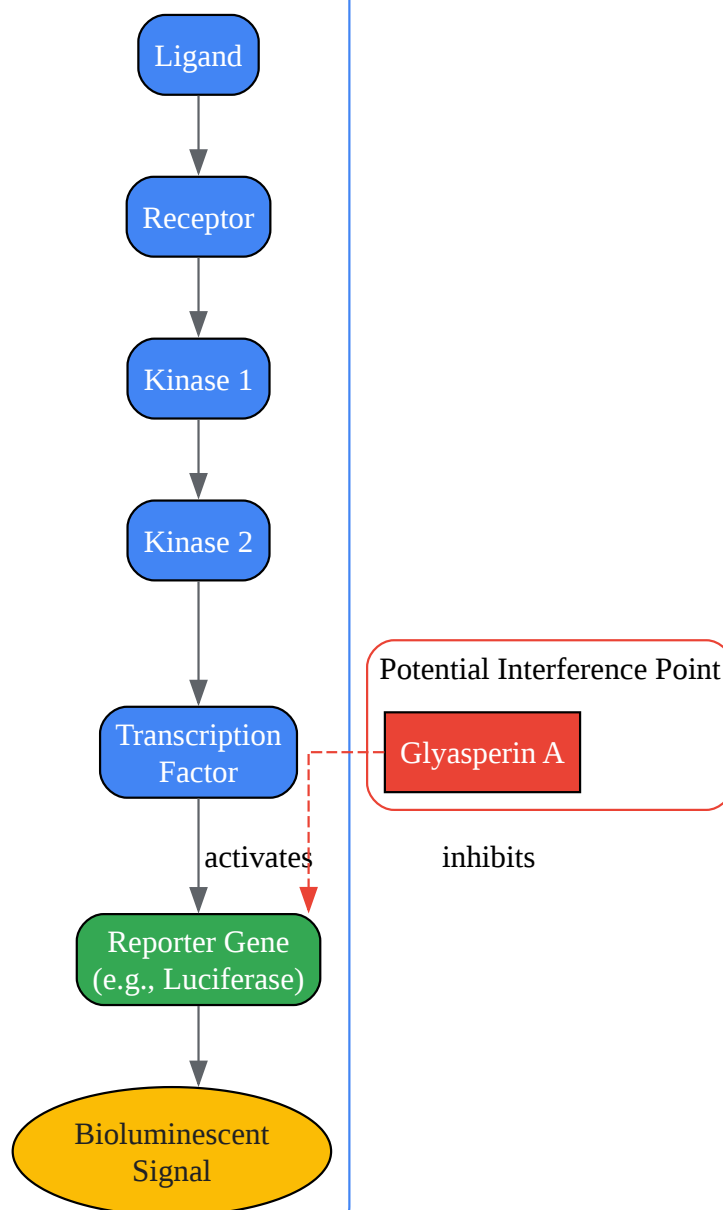 Ligand
Receptor
Kinase 1
Kinase 2
Potential Interference Point
Transcription
Factor
Glyasperin A
activates
inhibits
Reporter Gene
(e.g., Luciferase)
Bioluminescent
Signal